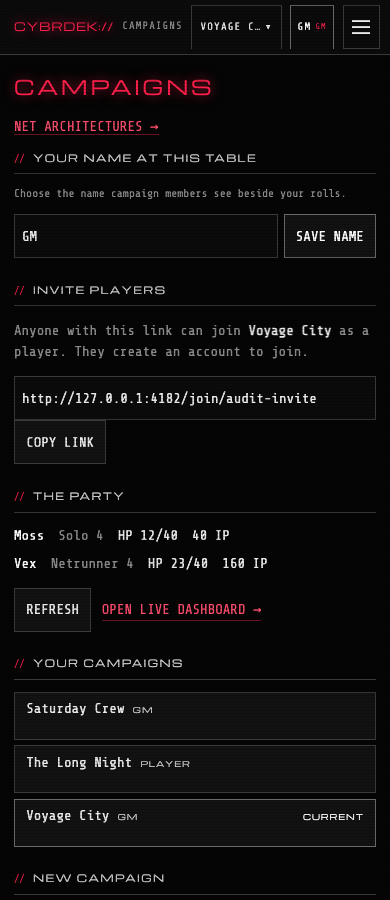 CYBRDEK:// CAMPAIGNS VOYAGE C… ▾ GM GM
CAMPAIGNS
NET ARCHITECTURES →
// YOUR NAME AT THIS TABLE
Choose the name campaign members see beside your rolls.
GM SAVE NAME
// INVITE PLAYERS
Anyone with this link can join Voyage City as a
player. They create an account to join.
http://127.0.0.1:4182/join/audit-invite
COPY LINK
// THE PARTY
Moss Solo 4 HP 12/40 40 IP
Vex Netrunner 4 HP 23/40 160 IP
REFRESH OPEN LIVE DASHBOARD →
// YOUR CAMPAIGNS
Saturday Crew GM
The Long Night PLAYER
Voyage City GM CURRENT
// NEW CAMPAIGN